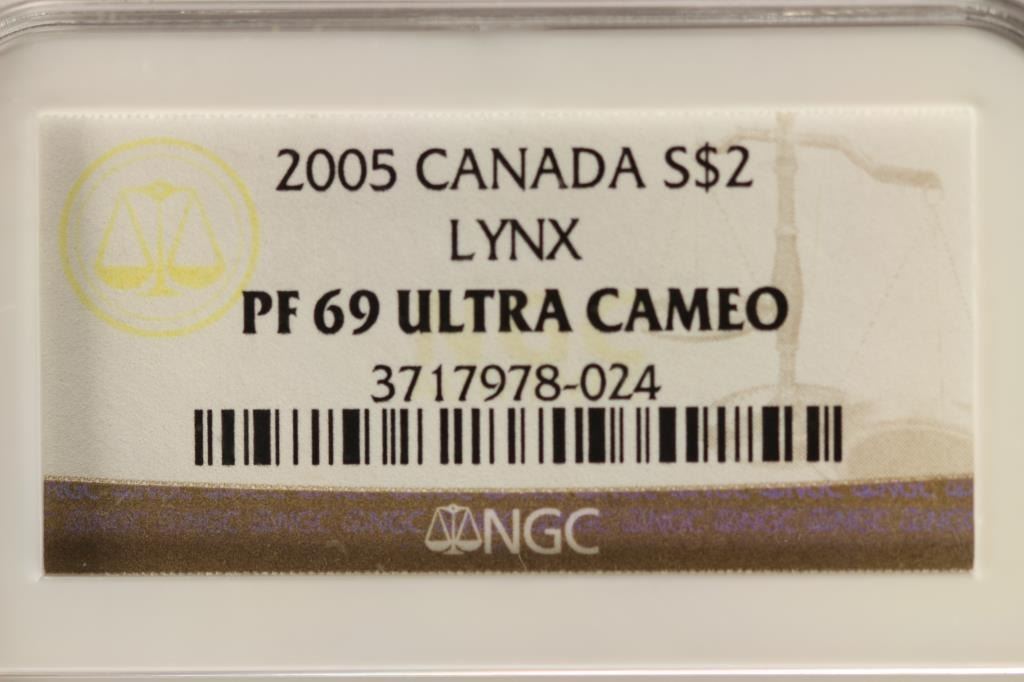 2005 CANADA S$2
LYNX
PF 69 ULTRA CAMEO
3717978-024
NGC